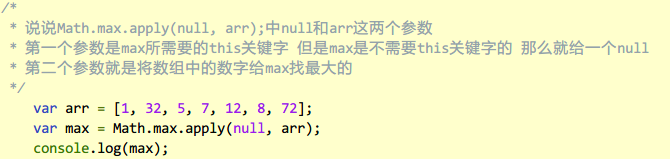 /*
* 说说Math.max.apply(null, arr);中null和arr这两个参数
* 第一个参数是max所需要的this关键字 但是max是不需要this关键字的 那么就给一个null
* 第二个参数就是将数组中的数字给max找最大的
*/
var arr = [1, 32, 5, 7, 12, 8, 72];
var max = Math.max.apply(null, arr);
console.log(max);